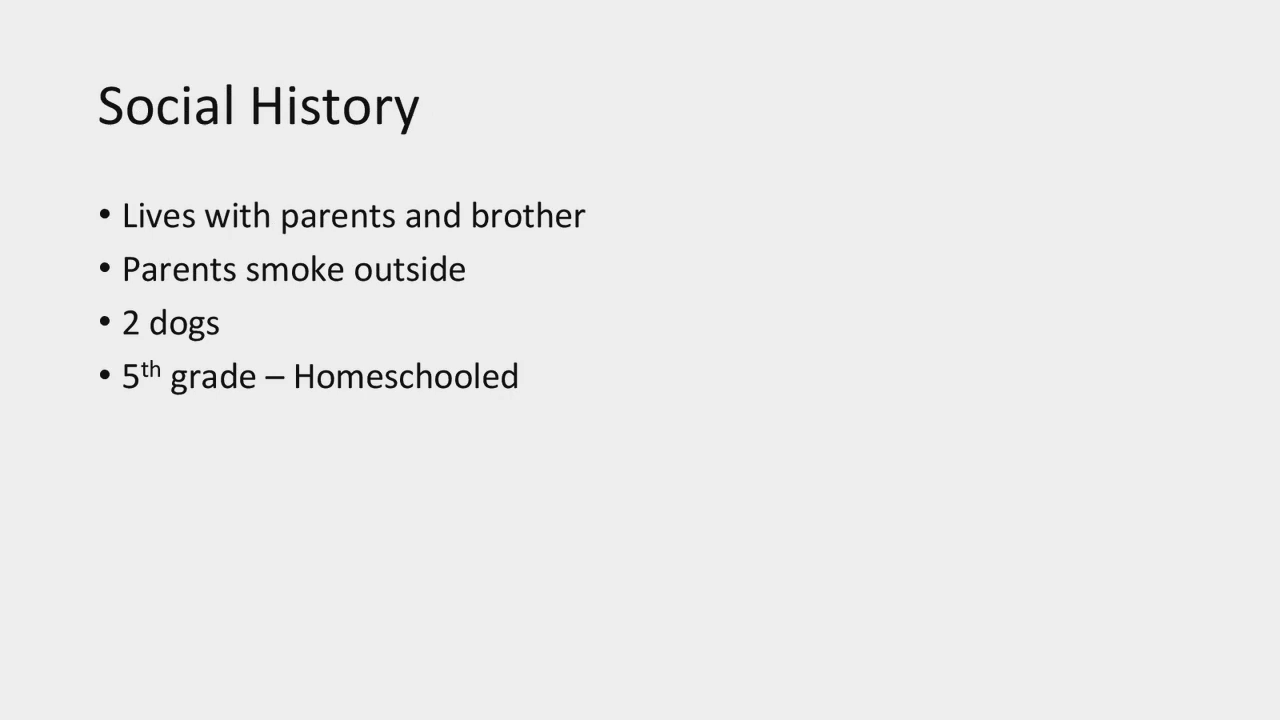 Social History
• Lives with parents and brother
• Parents smoke outside
• 2 dogs
• 5th grade – Homeschooled